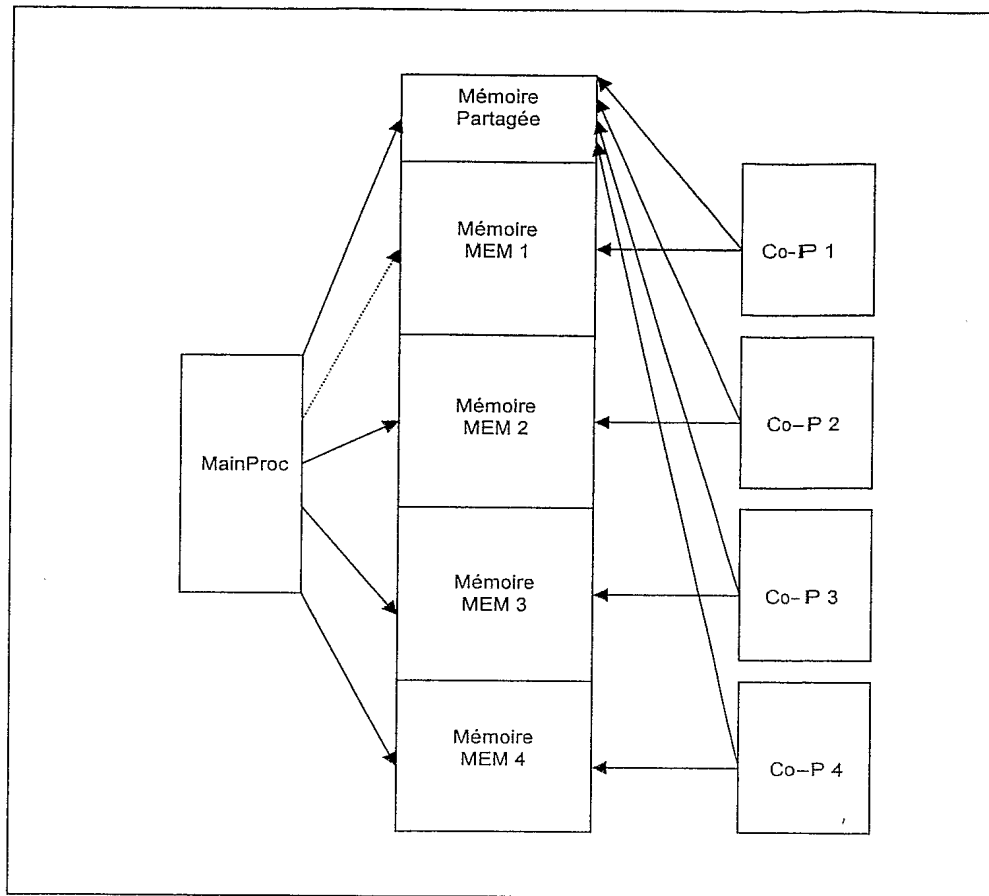 Mémoire
Partagée
Mémoire
MEM 1
Co-P 1
Mémoire
MEM 2
Co-P 2
MainProc
Mémoire
MEM 3
Co-P 3
Mémoire
MEM 4
Co-P 4